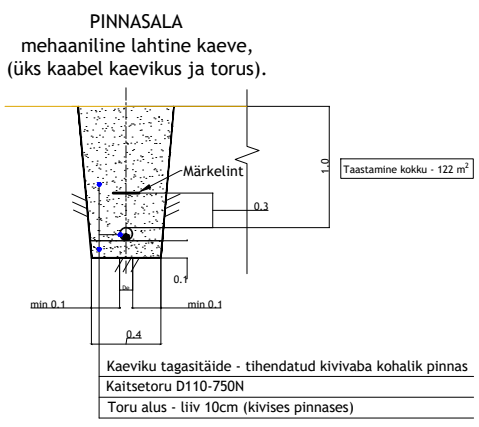 PINNASALA
mehaaniline lahtine kaeve,
(üks kaabel kaevikus ja torus).
Märkelint
1.0
Taastamine kokku - 122 m²
0.3
0.1
De
min 0.1
min 0.1
0.4
Kaeviku tagasitäide - tihendatud kivivaba kohalik pinnas
Kaitsetoru D110-750N
Toru alus - liiv 10cm (kivises pinnases)